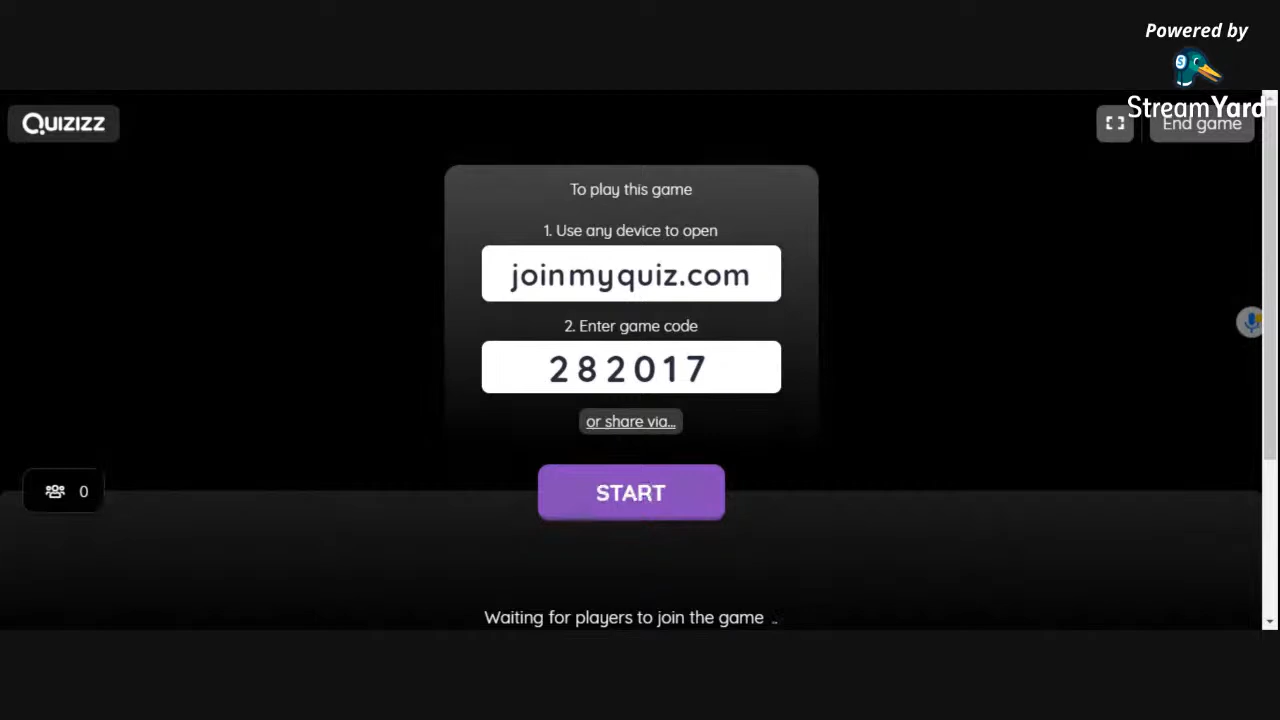 Powered by
StreamYard
Quizizz
End game
To play this game
1. Use any device to open
joinmyquiz.com
2. Enter game code
282017
or share via...
0
START
Waiting for players to join the game ..